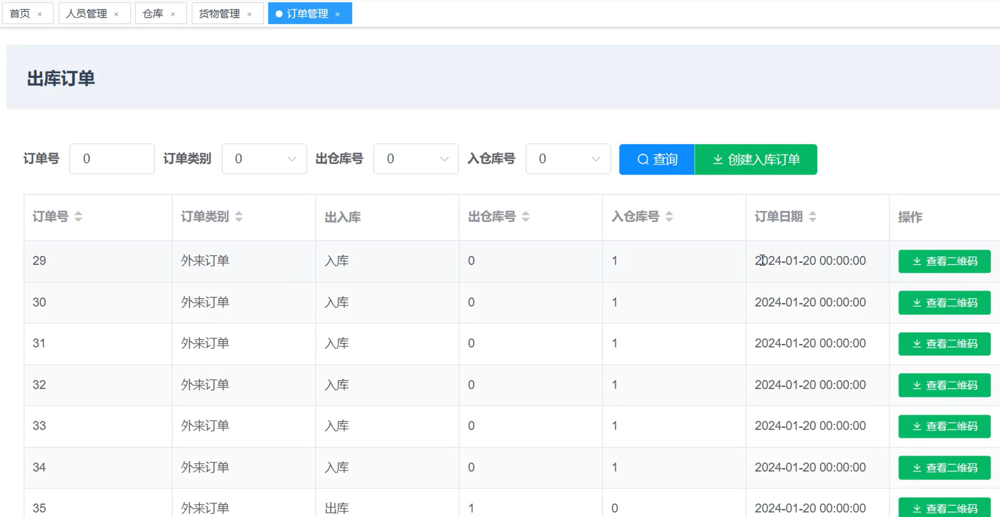 首页 × 人员管理 × 仓库 × 货物管理 × 订单管理 ×
出库订单
订单号 0 订单类别 0 出仓库号 0 入仓库号 0 查询 创建入库订单
订单号 订单类别 出入库 出仓库号 入仓库号 订单日期 操作
29 外来订单 入库 0 1 2024-01-20 00:00:00 查看二维码
30 外来订单 入库 0 1 2024-01-20 00:00:00 查看二维码
31 外来订单 入库 0 1 2024-01-20 00:00:00 查看二维码
32 外来订单 入库 0 1 2024-01-20 00:00:00 查看二维码
33 外来订单 入库 0 1 2024-01-20 00:00:00 查看二维码
34 外来订单 入库 0 1 2024-01-20 00:00:00 查看二维码
35 外来订单 出库 1 0 2024-01-20 00:00:00 查看二维码